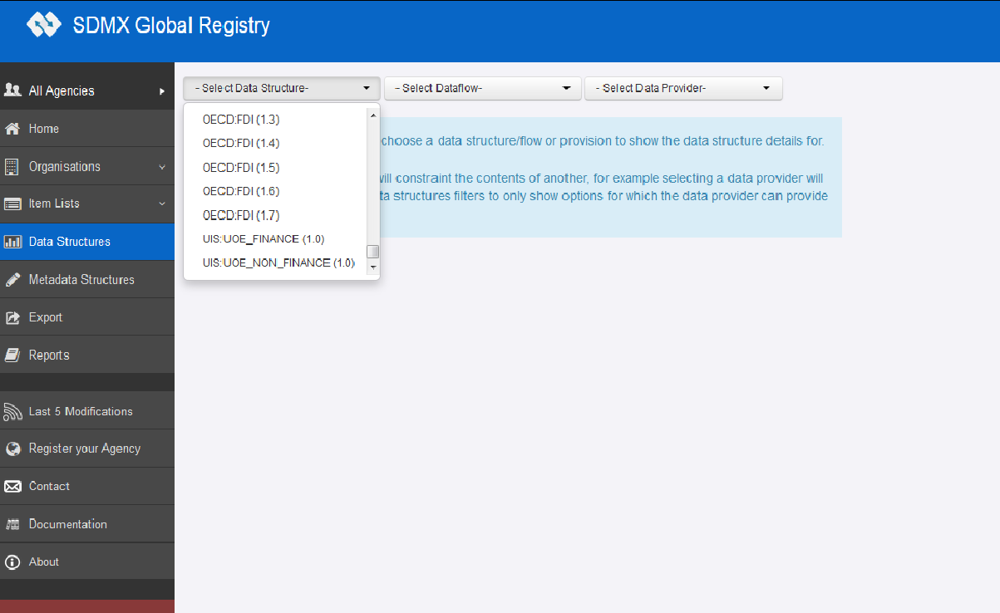 SDMX Global Registry
All Agencies
Home
Organisations
Item Lists
Data Structures
Metadata Structures
Export
Reports
Last 5 Modifications
Register your Agency
Contact
Documentation
About
- Select Data Structure-
- Select Dataflow-
- Select Data Provider-
OECD:FDI (1.3)
OECD:FDI (1.4)
OECD:FDI (1.5)
OECD:FDI (1.6)
OECD:FDI (1.7)
UIS:UOE_FINANCE (1.0)
UIS:UOE_NON_FINANCE (1.0)
choose a data structure/flow or provision to show the data structure details for.
will constraint the contents of another, for example selecting a data provider will
ta structures filters to only show options for which the data provider can provide